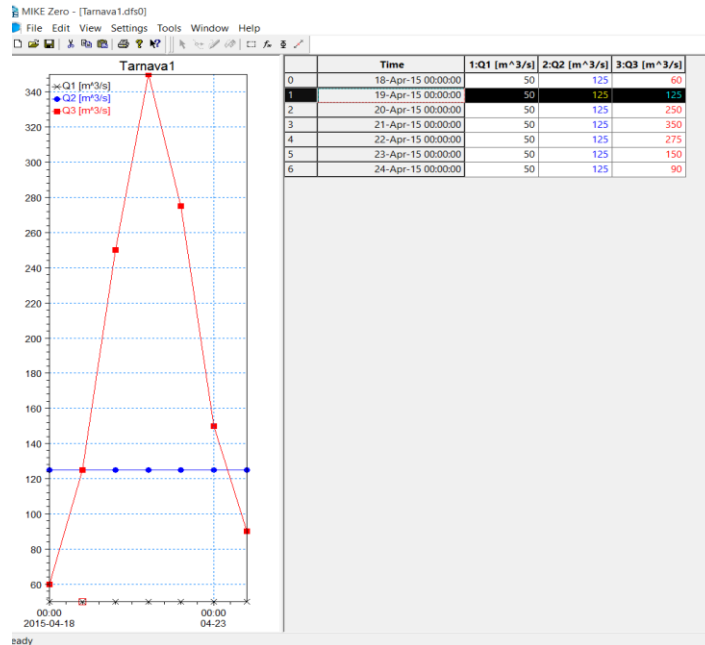 MIKE Zero - [Tarnava1.dfs0]
File Edit View Settings Tools Window Help
Tarnava1
Q1 [m^3/s]
Q2 [m^3/s]
Q3 [m^3/s]
340
320
300
280
260
240
220
200
180
160
140
120
100
80
60
00:00 00:00
2015-04-18 04-23
Time 1:Q1 [m^3/s] 2:Q2 [m^3/s] 3:Q3 [m^3/s]
0 18-Apr-15 00:00:00 50 125 60
1 19-Apr-15 00:00:00 50 125 125
2 20-Apr-15 00:00:00 50 125 250
3 21-Apr-15 00:00:00 50 125 350
4 22-Apr-15 00:00:00 50 125 275
5 23-Apr-15 00:00:00 50 125 150
6 24-Apr-15 00:00:00 50 125 90
eady